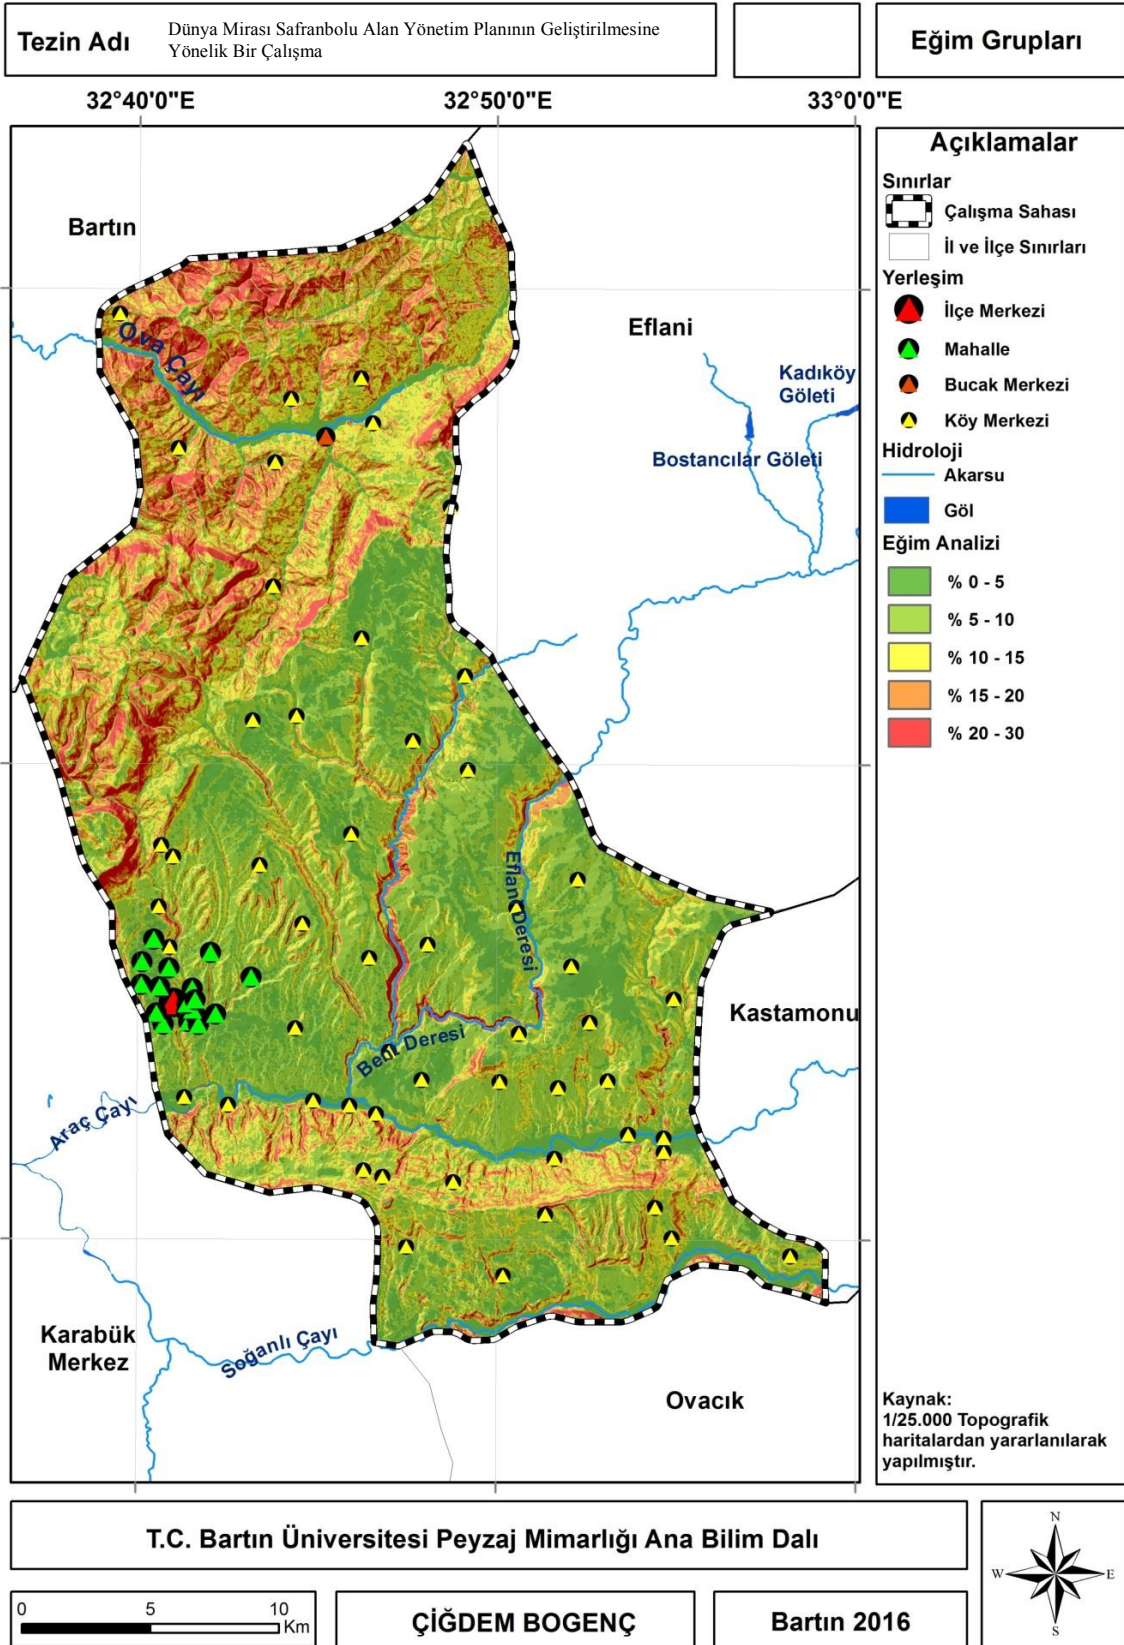 Tezin Adı
Dünya Mirası Safranbolu Alan Yönetim Planının Geliştirilmesine
Yönelik Bir Çalışma
Eğim Grupları
32°40'0"E
32°50'0"E
33°0'0"E
Bartın
Ova Çayı
Eflani
Kadıköy
Göleti
Bostancılar Göleti
Eflan Deresi
Bent Deresi
Kastamonu
Araç Çayı
Karabük
Merkez
Soğanlı Çayı
Ovacık
Açıklamalar
Sınırlar
Çalışma Sahası
İl ve İlçe Sınırları
Yerleşim
İlçe Merkezi
Mahalle
Bucak Merkezi
Köy Merkezi
Hidroloji
Akarsu
Göl
Eğim Analizi
% 0 - 5
% 5 - 10
% 10 - 15
% 15 - 20
% 20 - 30
Kaynak:
1/25.000 Topografik
haritalardan yararlanılarak
yapılmıştır.
T.C. Bartın Üniversitesi Peyzaj Mimarlığı Ana Bilim Dalı
N
W
E
S
0 5 10
Km
ÇİĞDEM BOGENÇ
Bartın 2016